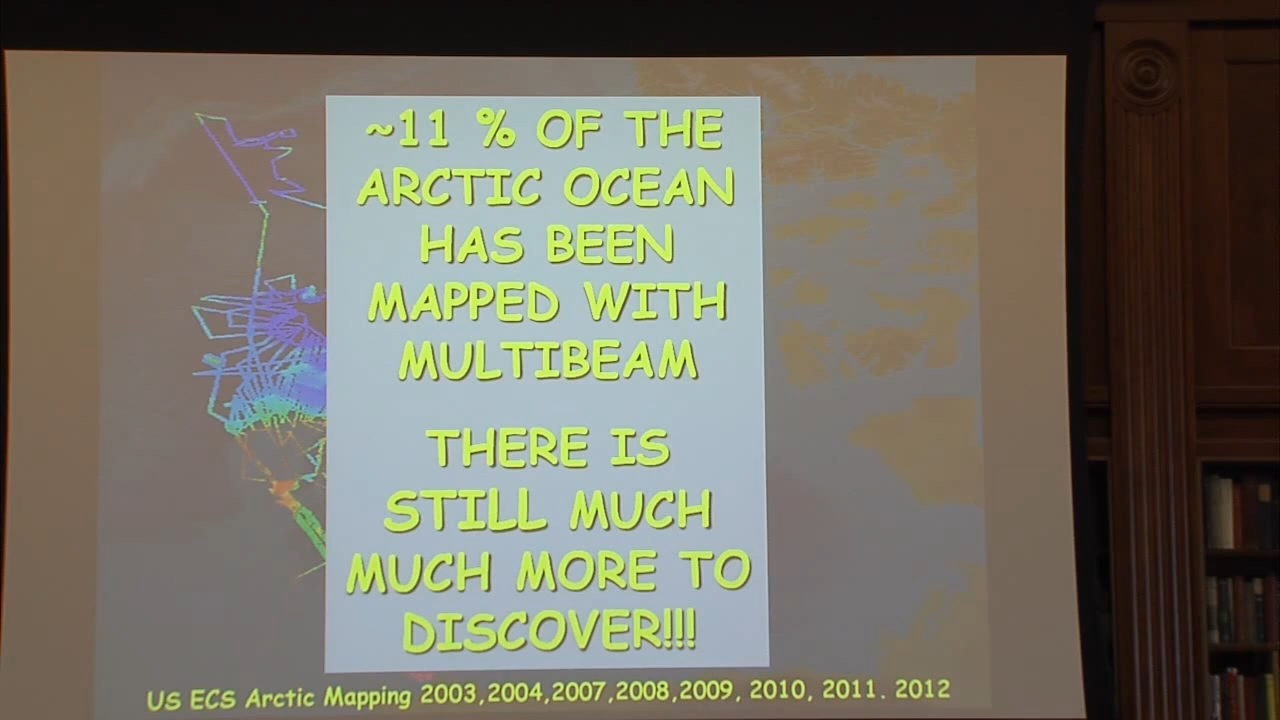 ~11 % OF THE
ARCTIC OCEAN
HAS BEEN
MAPPED WITH
MULTIBEAM
THERE IS
STILL MUCH
MUCH MORE TO
DISCOVER!!!
US ECS Arctic Mapping 2003,2004,2007,2008,2009, 2010, 2011. 2012